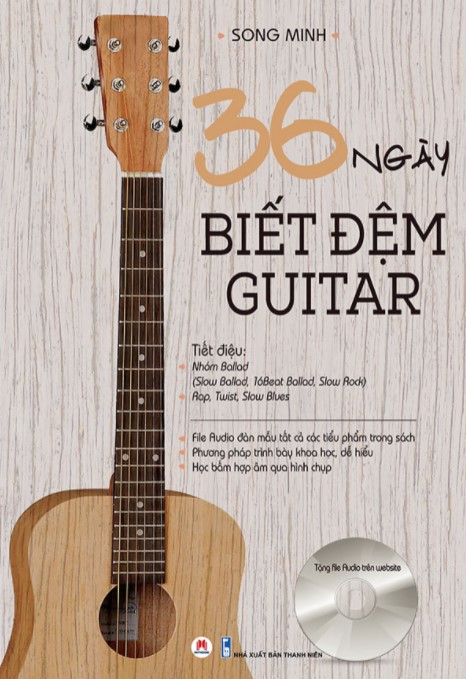 SONG MINH
36 NGÀY
BIẾT ĐỆM
GUITAR
Tiết điệu:
Nhóm Ballad
(Slow Ballad, 16Beat Ballad, Slow Rock)
Rap, Twist, Slow Blues
File Audio đàn mẫu tất cả các tiểu phẩm trong sách
Phương pháp trình bày khoa học, dễ hiểu
Học bấm hợp âm qua hình chụp
Tặng file Audio trên website
NHÀ XUẤT BẢN THANH NIÊN